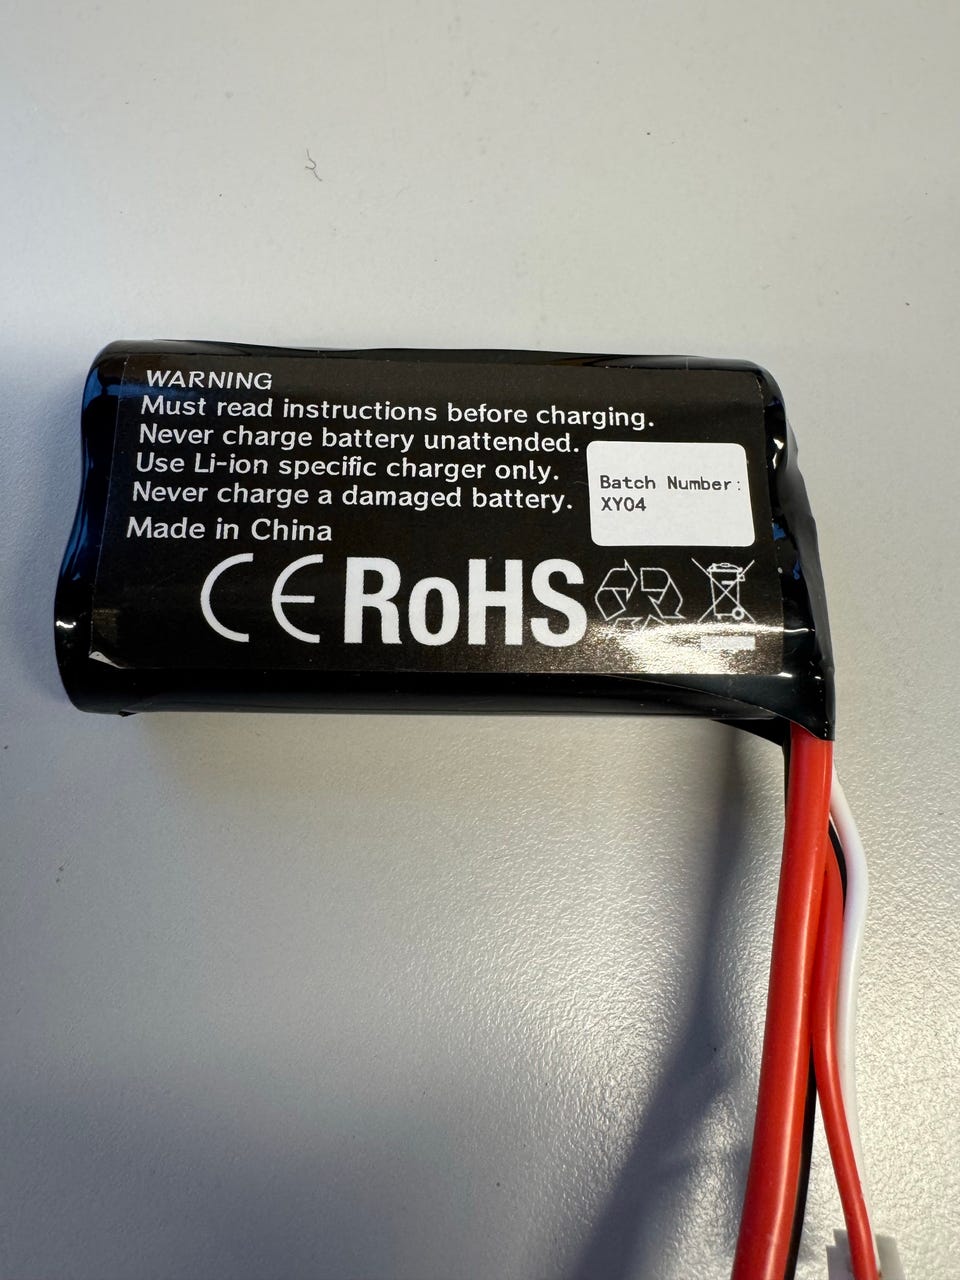 WARNING
Must read instructions before charging.
Never charge battery unattended.
Use Li-ion specific charger only.
Never charge a damaged battery.
Made in China
Batch Number:
XY04
CE RoHS